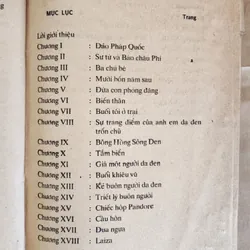 MỤC LỤC
Trang
Lời giới thiệu
Chương I : Đảo Pháp Quốc
Chương II : Sư tử và Báo châu Phi
Chương III : Ba chú bé
Chương IV : Mười bốn năm sau
Chương V : Đứa con phóng đãng
Chương VI : Biến thân
Chương VII : Buổi tối ở trại
Chương VIII : Sự trang điểm của anh em da đen
trốn chủ
Chương IX : Bông Hồng Sông Đen
Chương X : Tắm biển
Chương XI : Giá một người da đen
Chương XII : Buổi khiêu vũ
Chương XIII : Kẻ buôn người da đen
Chương XIV : Triết lý buôn người
Chương XV : Chiếc hộp Pandore
Chương XVI : Cầu hôn
Chương XVII : Đua ngựa
Chương XVIII : Laiza